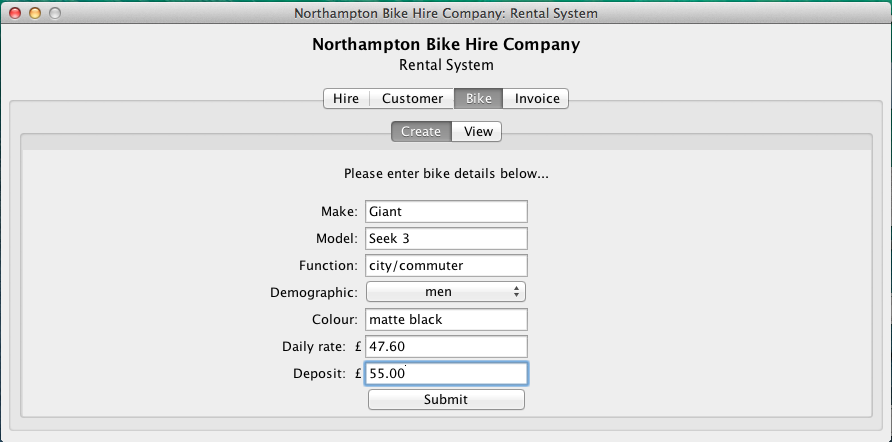 Northampton Bike Hire Company: Rental System
Northampton Bike Hire Company
Rental System
Hire Customer Bike Invoice
Create View
Please enter bike details below...
Make: Giant
Model: Seek 3
Function: city/commuter
Demographic: men
Colour: matte black
Daily rate: £ 47.60
Deposit: £ 55.00
Submit